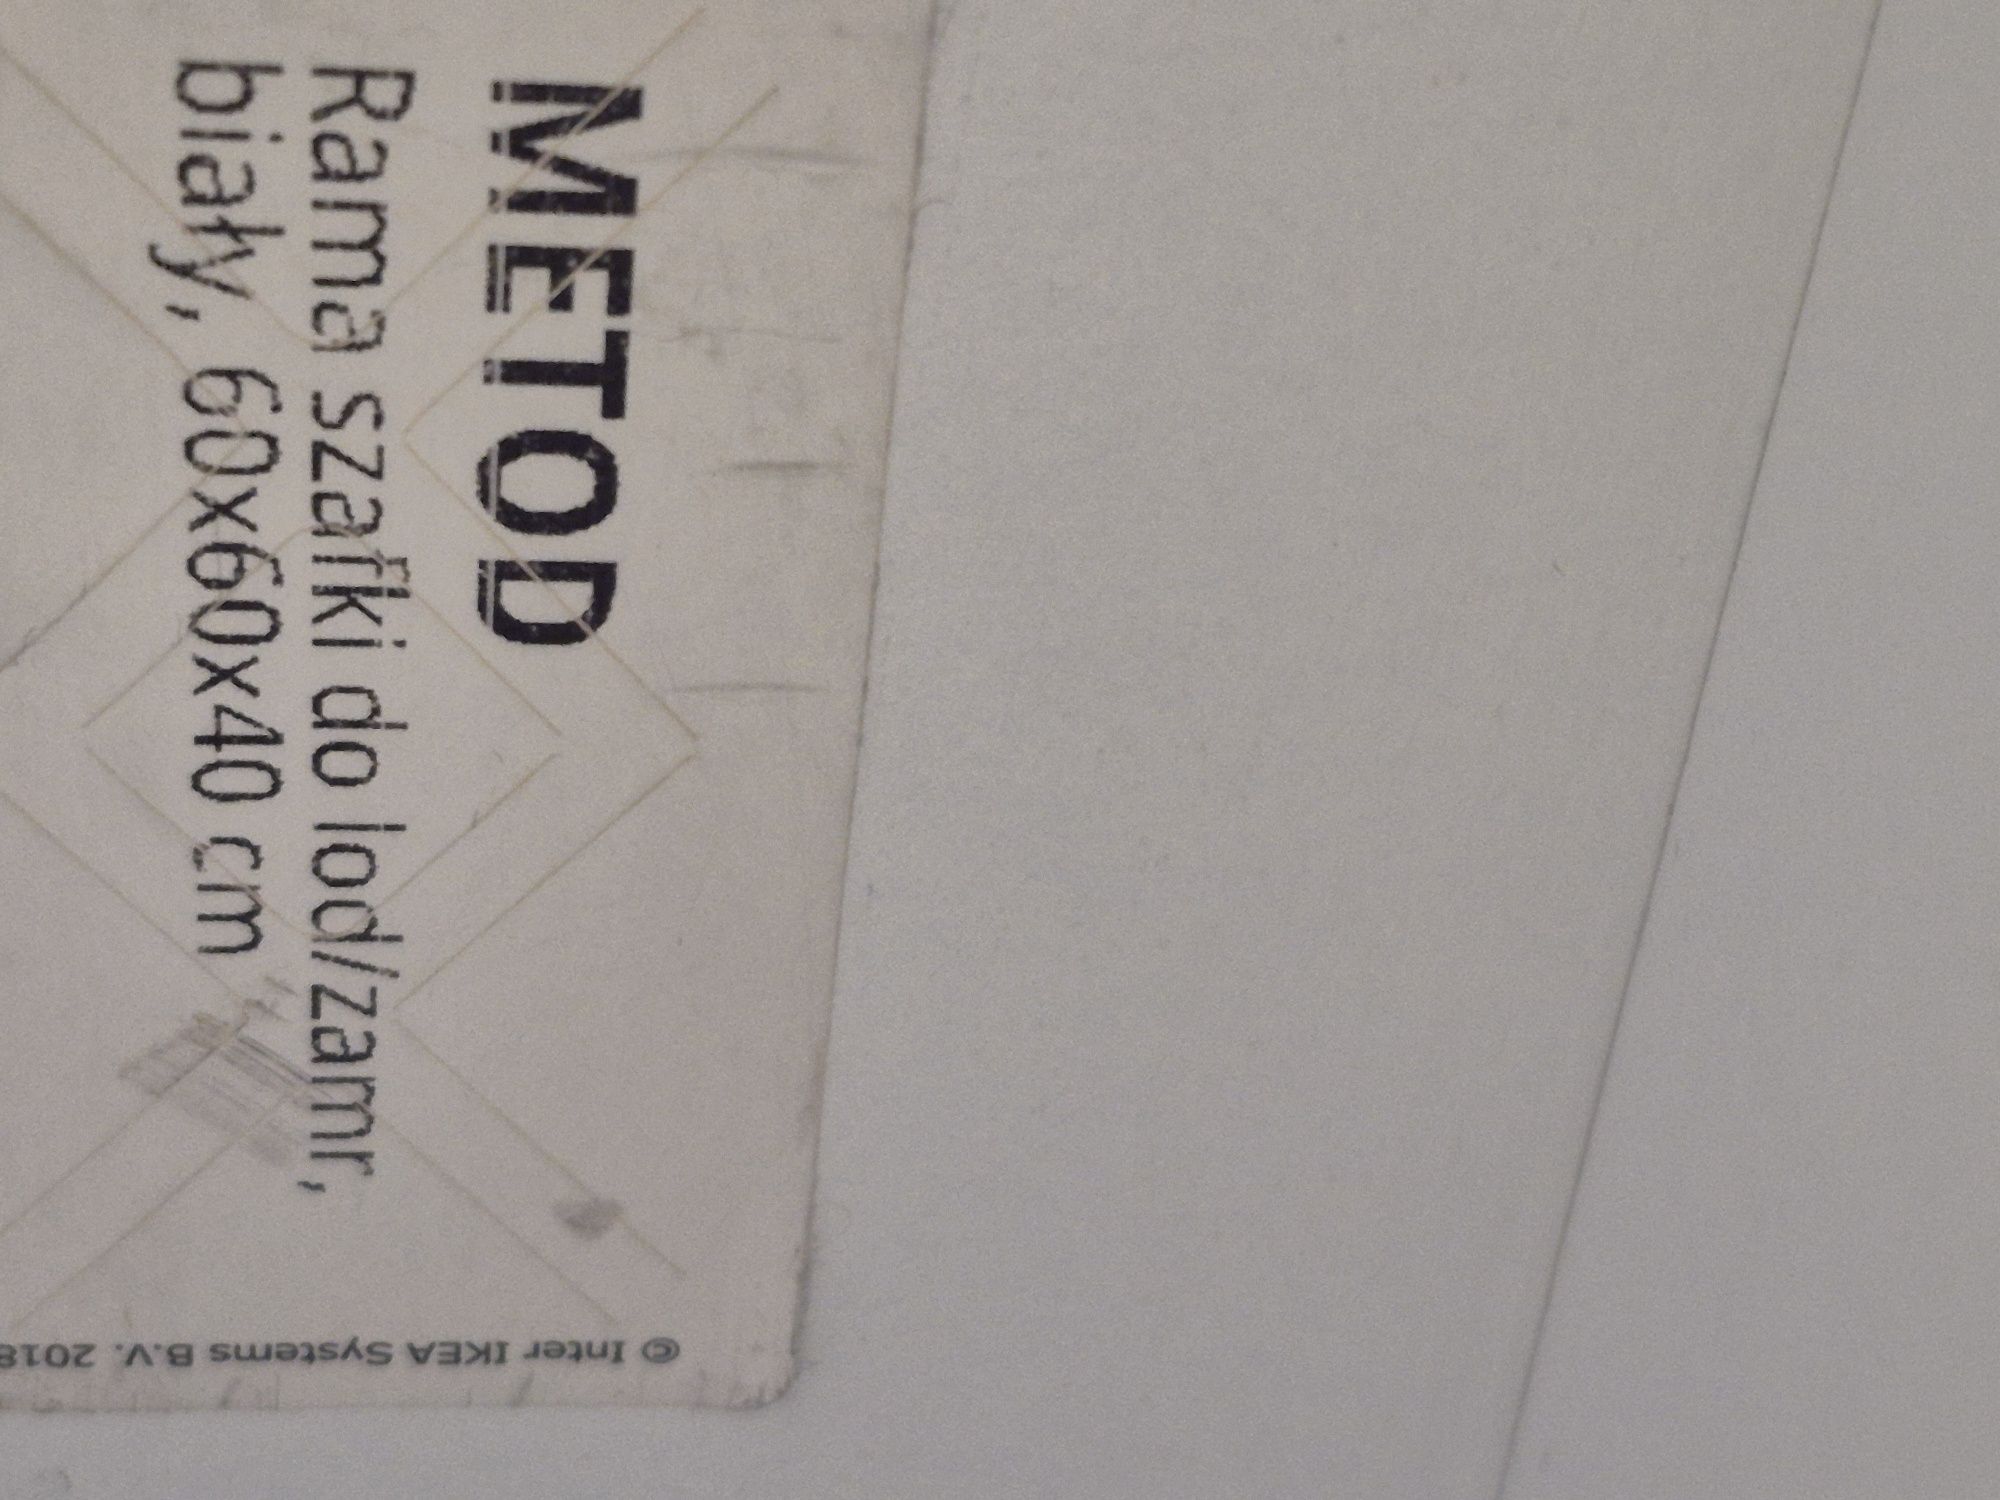 METOD
Rama szafki do lod/zamr,
biały, 60x60x40 cm
© Inter IKEA Systems B.V. 2018